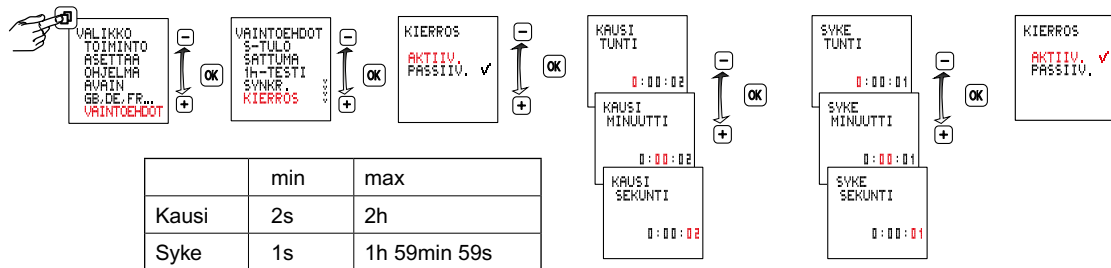 VALIKKO
TOIMINTO
ASETTAA
OHJELMA
AVAIN
GB,DE,FR...
VAINTOEHDOT
−
OK
+
VAINTOEHDOT
S-TULO
SATTUMA
1h-TESTI
SYNKR.
KIERROS
−
OK
+
KIERROS
AKTIIV.
PASSIIV. ✓
−
OK
+
KAUSI
TUNTI
0:00:02
KAUSI
MINUUTTI
0:00:02
KAUSI
SEKUNTI
0:00:02
−
OK
+
SYKE
TUNTI
0:00:01
SYKE
MINUUTTI
0:00:01
SYKE
SEKUNTI
0:00:01
−
OK
+
KIERROS
AKTIIV. ✓
PASSIIV.
min max
Kausi 2s 2h
Syke 1s 1h 59min 59s